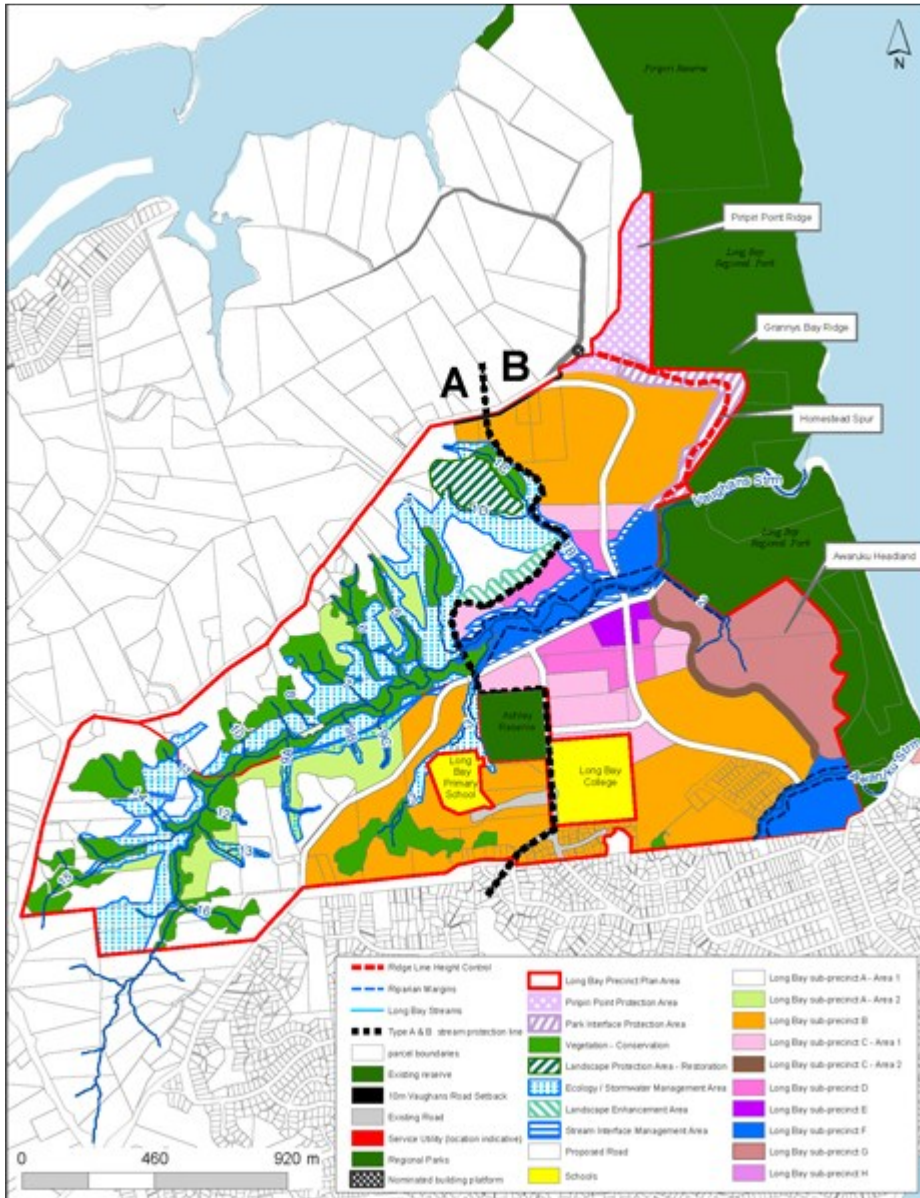 Piripiri Reserve
N
Piripiri Point Ridge
Long Bay
Regional Park
Grannys Bay Ridge
A B
Homestead Spur
Vaughans Strm
Long Bay
Regional Park
Awaruku Headland
Ashley
Reserve
Long
Bay
Primary
School
Long Bay
College
Awaruku Strm
12
13
16
0 460 920 m
Ridge Line Height Control
Riparian Margins
Long Bay Streams
Type A & B stream protection line
parcel boundaries
Existing reserve
10m Vaughans Road Setback
Existing Road
Service Utility (location indicative)
Regional Parks
Nominated building platform
Long Bay Precinct Plan Area
Piripiri Point Protection Area
Park Interface Protection Area
Vegetation - Conservation
Landscape Protection Area - Restoration
Ecology / Stormwater Management Area
Landscape Enhancement Area
Stream Interface Management Area
Proposed Road
Schools
Long Bay sub-precinct A - Area 1
Long Bay sub-precinct A - Area 2
Long Bay sub-precinct B
Long Bay sub-precinct C - Area 1
Long Bay sub-precinct C - Area 2
Long Bay sub-precinct D
Long Bay sub-precinct E
Long Bay sub-precinct F
Long Bay sub-precinct G
Long Bay sub-precinct H